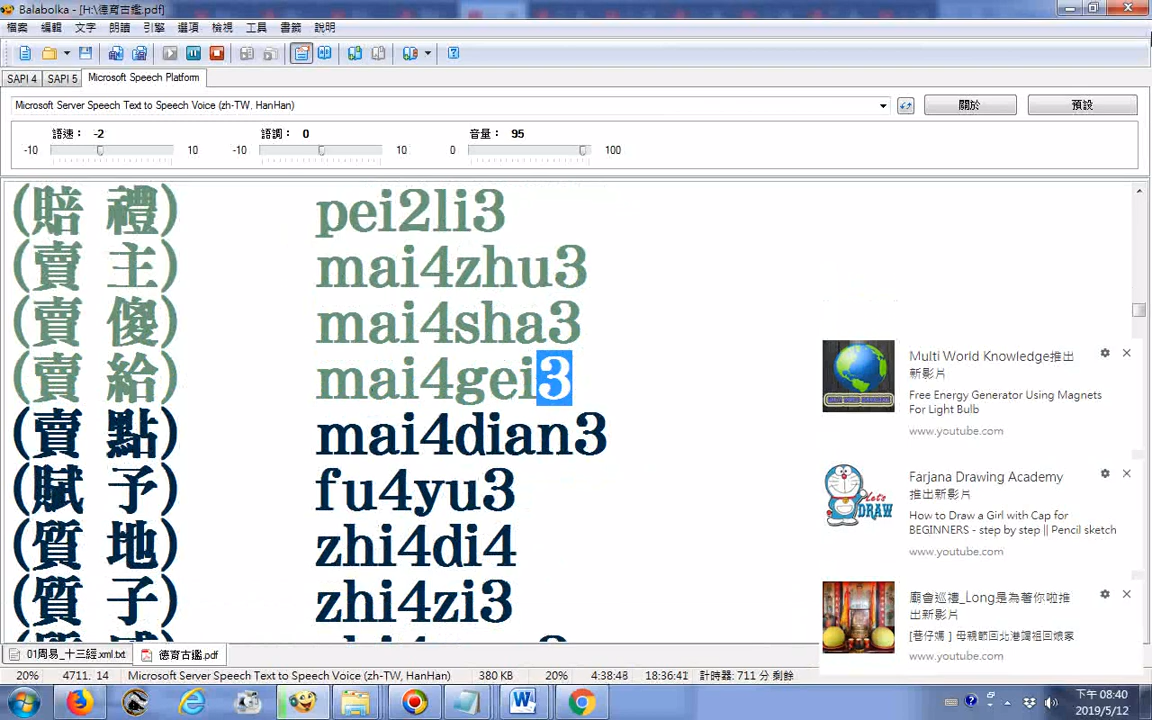 Balabolka - [H:\德育古鑑.pdf]
檔案 編輯 文字 朗讀 引擎 選項 檢視 工具 書籤 說明
SAPI 4 SAPI 5 Microsoft Speech Platform
Microsoft Server Speech Text to Speech Voice (zh-TW, HanHan) 關於 預設
語速： -2 語調： 0 音量： 95
-10 10 -10 10 0 100
(賠 禮) pei2li3
(賣 主) mai4zhu3
(賣 傻) mai4sha3
(賣 給) mai4gei3
(賣 點) mai4dian3
(賦 予) fu4yu3
(質 地) zhi4di4
(質 子) zhi4zi3
Multi World Knowledge推出
新影片
Free Energy Generator Using Magnets
For Light Bulb
www.youtube.com
Farjana Drawing Academy
推出新影片
How to Draw a Girl with Cap for
BEGINNERS - step by step || Pencil sketch
www.youtube.com
廟會巡禮_Long是為著你啦推
出新影片
母親節回北港
www.youtube.com
01周易_十三經.xml.txt 德育古鑑.pdf
20% 4711: 14 Microsoft Server Speech Text to Speech Voice (zh-TW, HanHan) 380 KB 20% 4:38:48 18:36:41 計時器: 711 分 剩餘
下午 08:40
2019/5/12